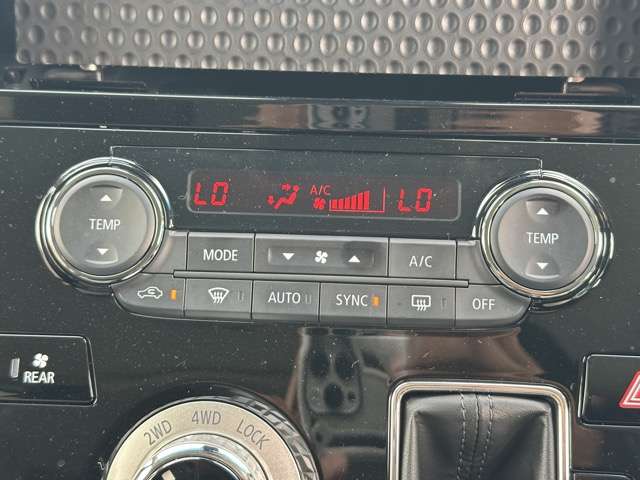 LO A/C LO
TEMP
TEMP
MODE
A/C
AUTO
SYNC
OFF
REAR
2WD 4WD LOCK